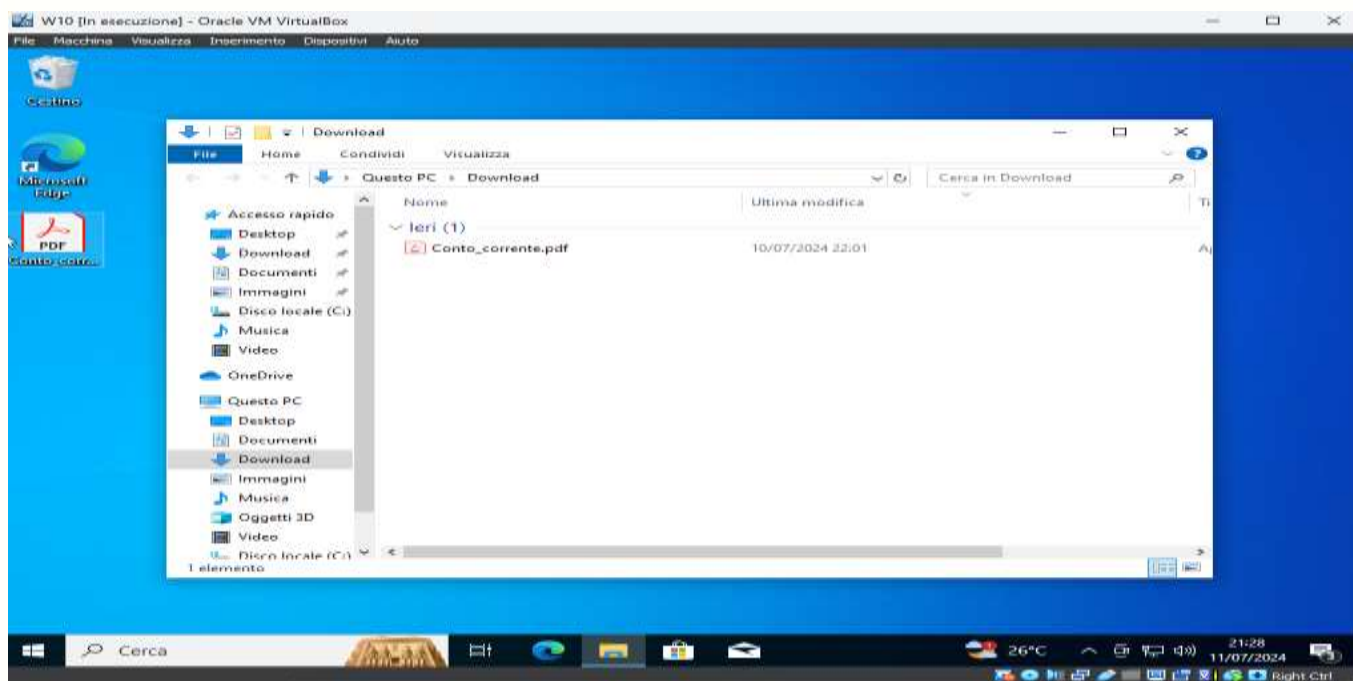 W10 [In esecuzione] - Oracle VM VirtualBox
File Macchina Visualizza Inserimento Dispositivi Aiuto
Cestino
Download
File Home Condividi Visualizza
Microsoft Edge
Questo PC Download
Cerca in Download
Nome Ultima modifica Ti
Accesso rapido
Ieri (1)
PDF
Conto_corr...
Desktop
Conto_corrente.pdf 10/07/2024 22:01 Ap
Download
Documenti
Immagini
Disco locale (C:)
Musica
Video
OneDrive
Questo PC
Desktop
Documenti
Download
Immagini
Musica
Oggetti 3D
Video
Disco locale (C:)
1 elemento
Cerca
26°C
21:28
11/07/2024
Right Ctrl